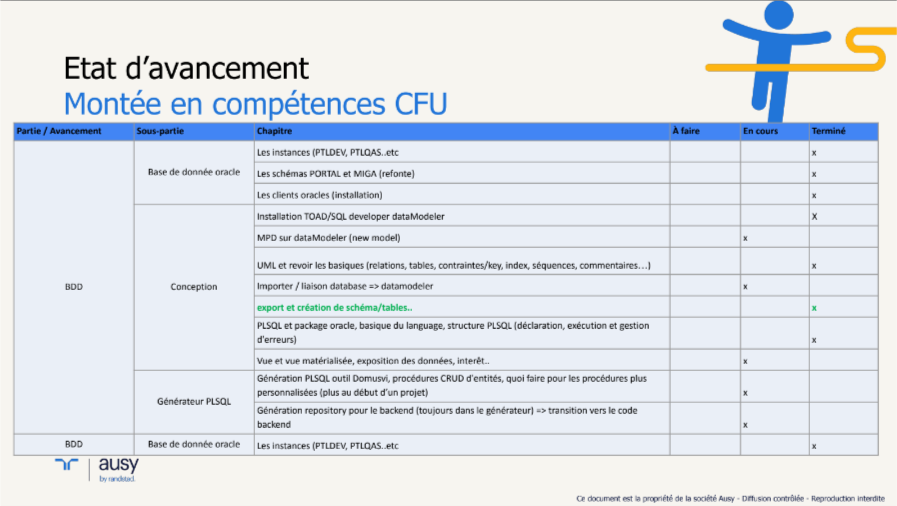 Etat d'avancement
Montée en compétences CFU
Partie / Avancement Sous-partie Chapitre À faire En cours Terminé
BDD Base de donnée oracle Les instances (PTLDEV, PTLQAS..etc x
Les schémas PORTAL et MIGA (refonte) x
Les clients oracles (installation) x
Conception Installation TOAD/SQL developer dataModeler X
MPD sur dataModeler (new model) x
UML et revoir les basiques (relations, tables, contraintes/key, index, séquences, commentaires…) x
Importer / liaison database => datamodeler x
export et création de schéma/tables.. x
PLSQL et package oracle, basique du language, structure PLSQL (déclaration, exécution et gestion
d'erreurs) x
Vue et vue matérialisée, exposition des données, interêt.. x
Générateur PLSQL Génération PLSQL outil Domusvi, procédures CRUD d'entités, quoi faire pour les procédures plus
personnalisées (plus au début d'un projet) x
Génération repository pour le backend (toujours dans le générateur) => transition vers le code
backend x
BDD Base de donnée oracle Les instances (PTLDEV, PTLQAS..etc x
ausy
by randstad.
Ce document est la propriété de la société Ausy - Diffusion contrôlée - Reproduction interdite